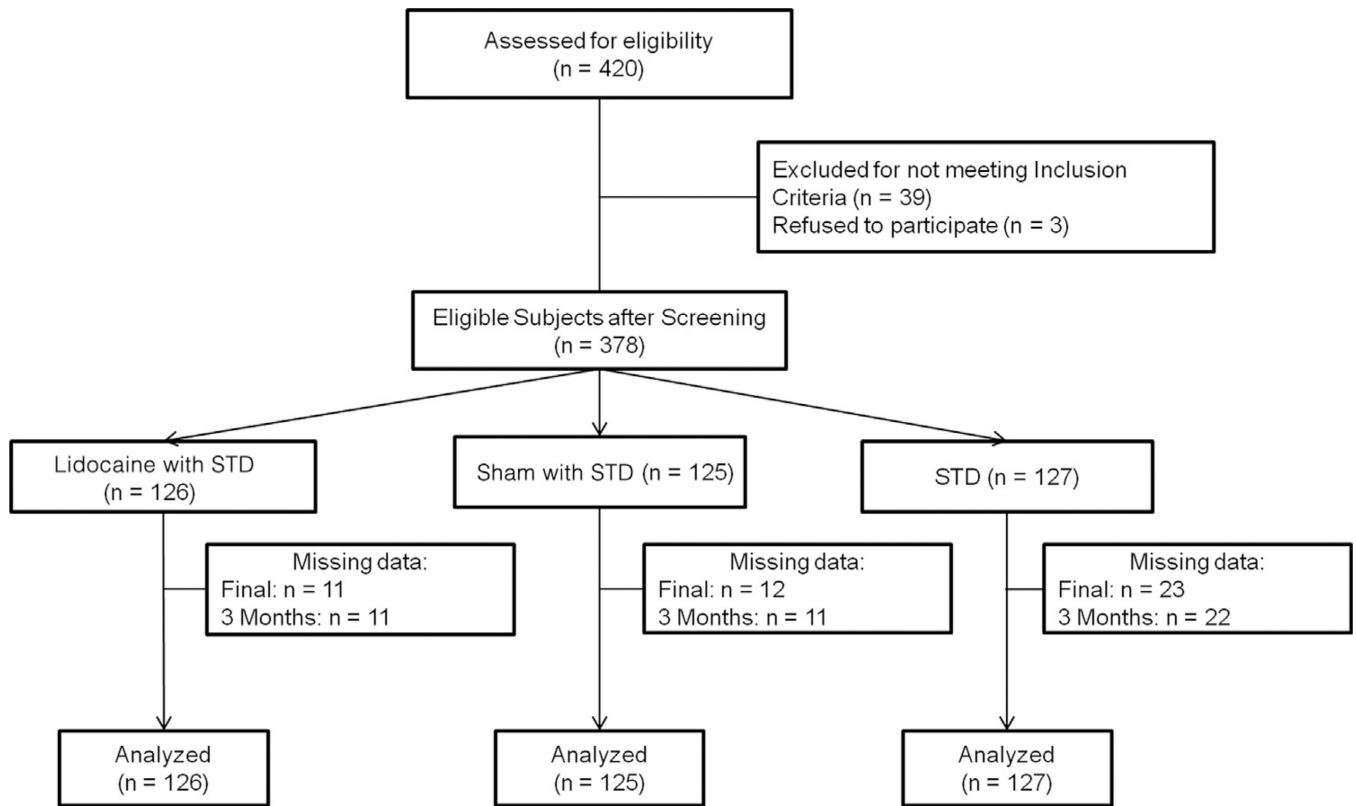 Assessed for eligibility
(n = 420)
Excluded for not meeting Inclusion
Criteria (n = 39)
Refused to participate (n = 3)
Eligible Subjects after Screening
(n = 378)
Lidocaine with STD
(n = 126)
Sham with STD (n = 125)
STD (n = 127)
Missing data:
Final: n = 11
3 Months: n = 11
Missing data:
Final: n = 12
3 Months: n = 11
Missing data:
Final: n = 23
3 Months: n = 22
Analyzed
(n = 126)
Analyzed
(n = 125)
Analyzed
(n = 127)